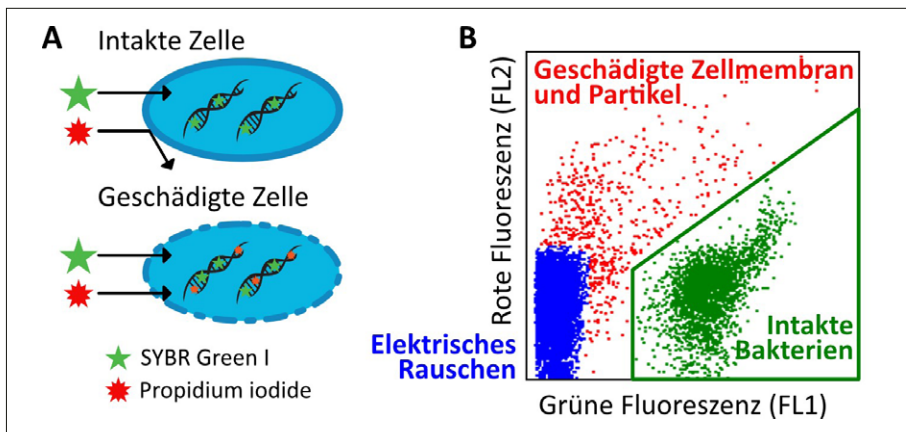 A
Intakte Zelle
Geschädigte Zelle
SYBR Green I
Propidium iodide
B
Rote Fluoreszenz (FL2)
Geschädigte Zellmembran
und Partikel
Elektrisches
Rauschen
Intakte
Bakterien
Grüne Fluoreszenz (FL1)